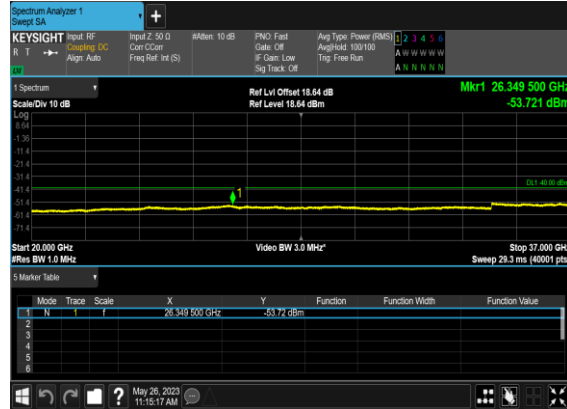 Spectrum Analyzer 1
Swept SA
KEYSIGHT Input: RF Input Z: 50 Ω #Atten: 10 dB PNO: Fast Avg Type: Power (RMS) 1 2 3 4 5 6
R T Coupling: DC Corr CCorr Gate: Off Avg|Hold: 100/100 A W W W W W
Align: Auto Freq Ref: Int (S) IF Gain: Low Trig: Free Run
Sig Track: Off A N N N N N
LW
1 Spectrum Ref Lvl Offset 18.64 dB Mkr1 26.349 500 GHz
Scale/Div 10 dB Ref Level 18.64 dBm -53.721 dBm
Log
8.64
-1.36
-11.4
-21.4
-31.4
-41.4 DL1 -40.00 dBm
-51.4 1
-61.4
-71.4
Start 20.000 GHz Video BW 3.0 MHz* Stop 37.000 GHz
#Res BW 1.0 MHz Sweep 29.3 ms (40001 pts)
5 Marker Table
Mode Trace Scale X Y Function Function Width Function Value
1 N 1 f 26.349 500 GHz -53.72 dBm
2
3
4
5
6
? May 26, 2023
11:15:17 AM